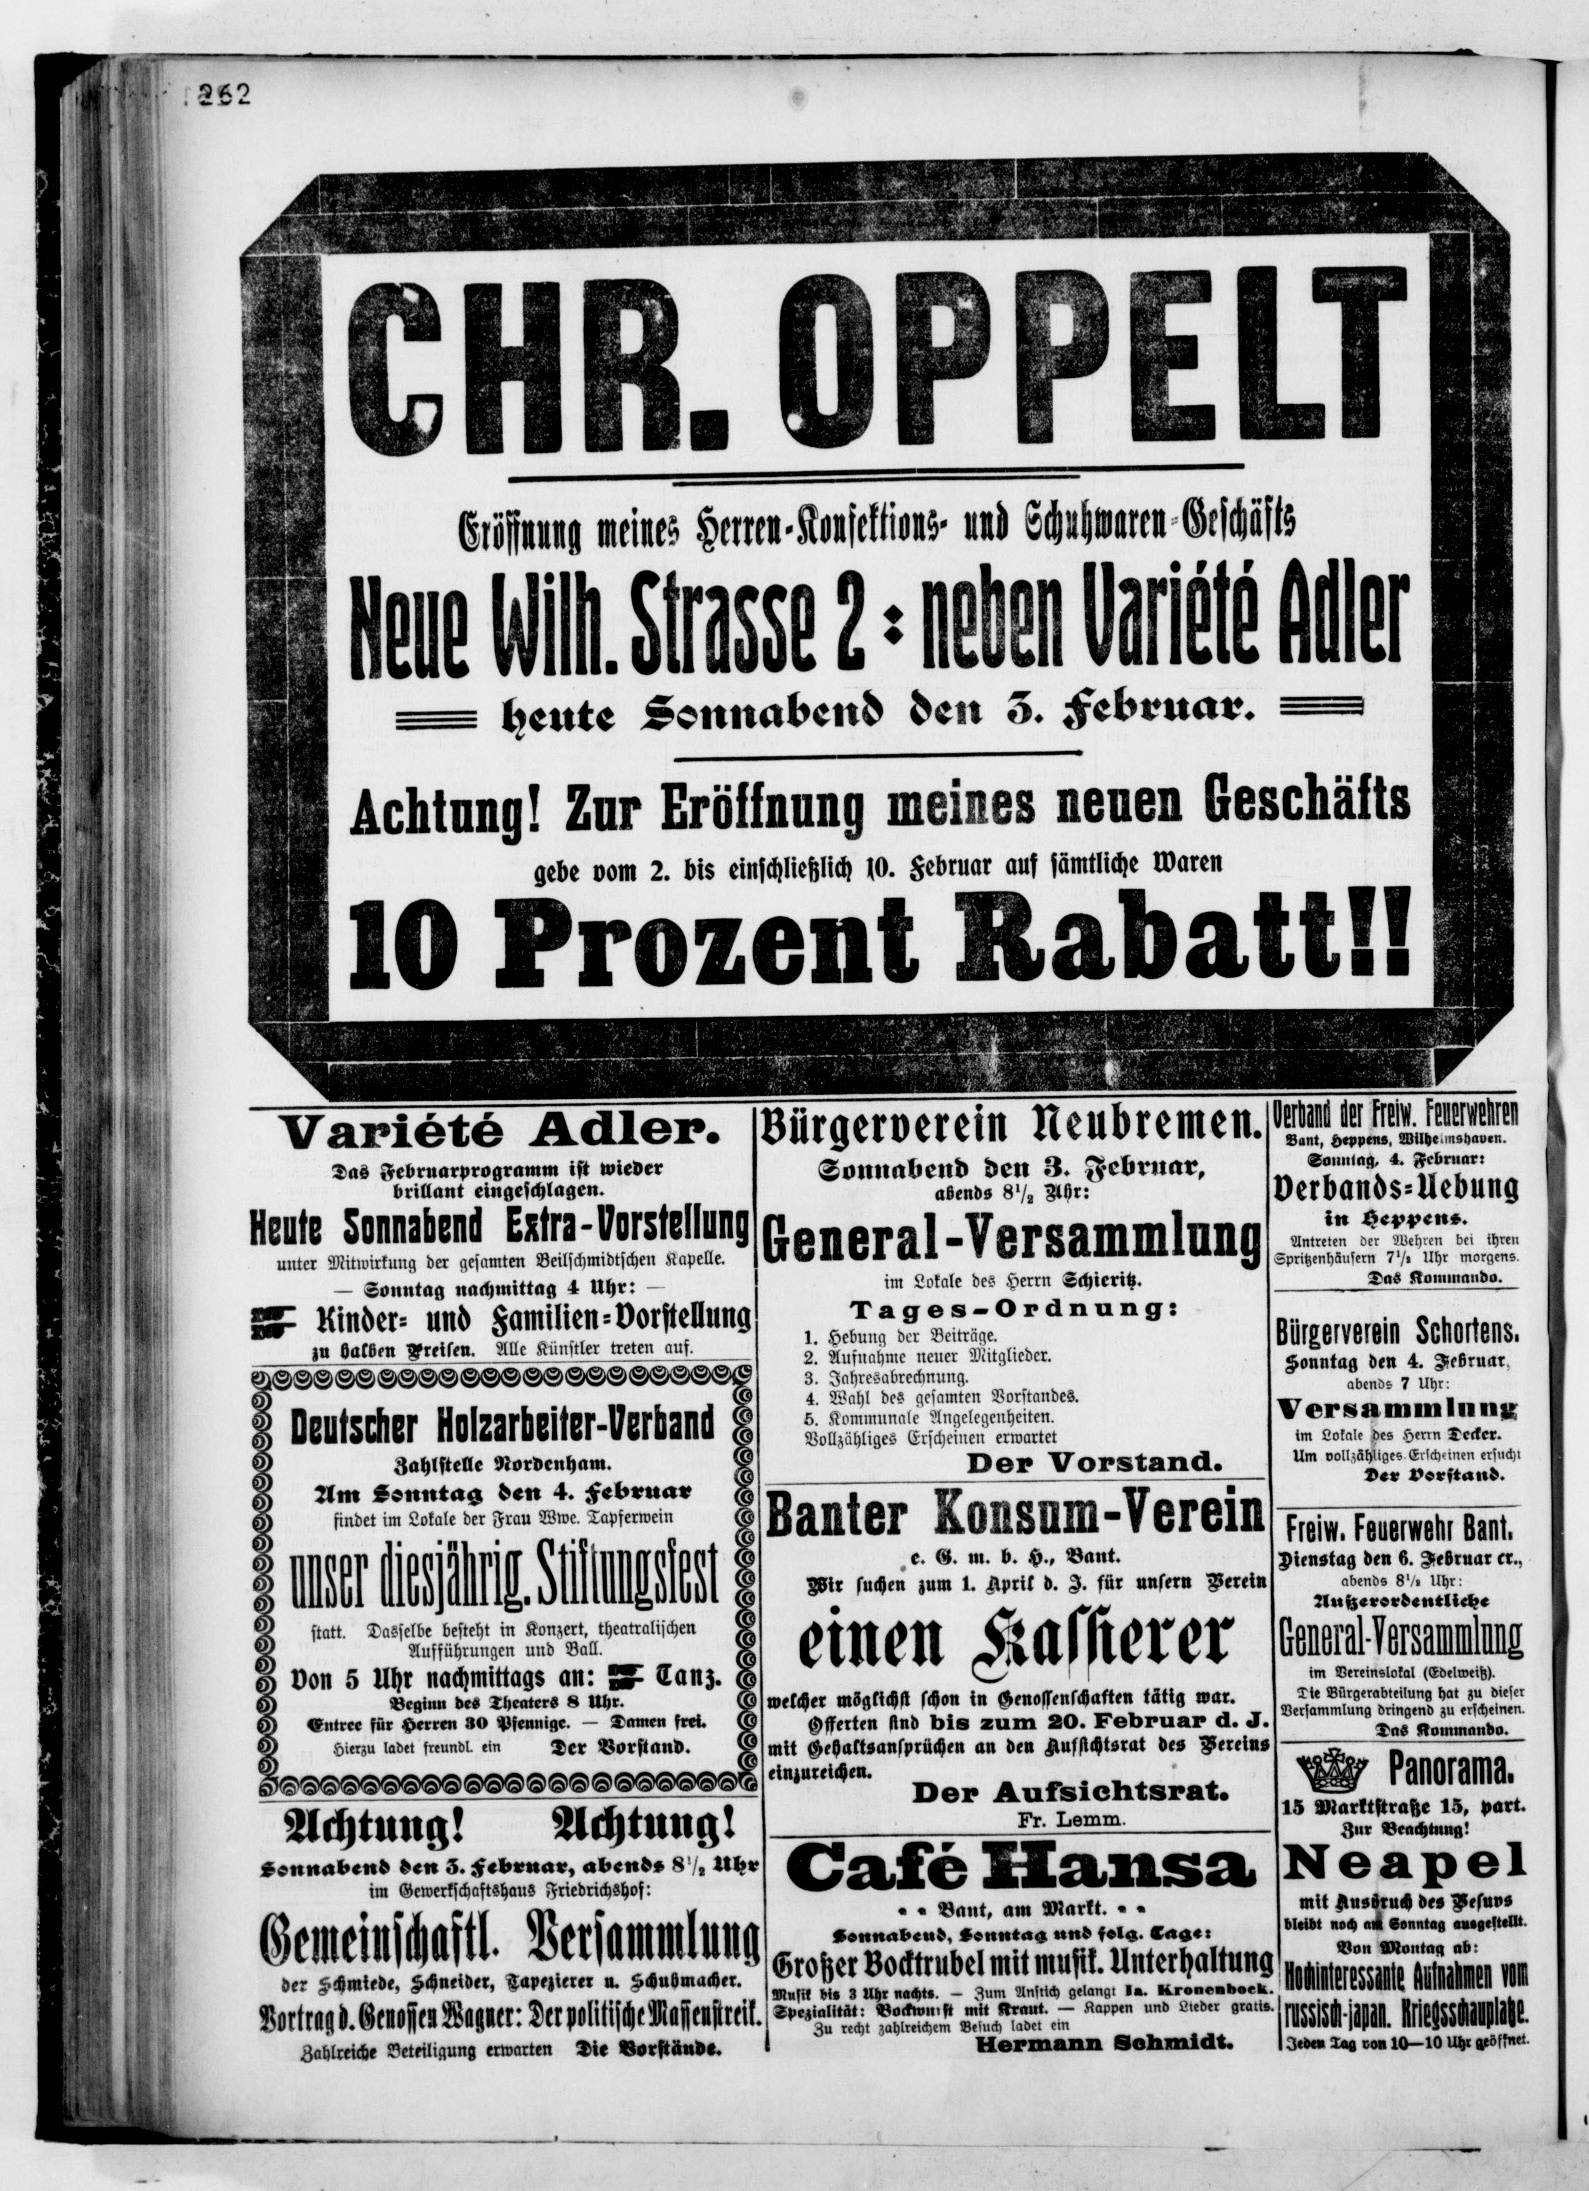 262
CHR. OPPELT
Eröffnung meines Herren-Konfektions- und Schuhwaren-Geschäfts
Neue Wilh. Strasse 2 : neben Variété Adler
heute Sonnabend den 3. Februar.
Achtung! Zur Eröffnung meines neuen Geschäfts
gebe vom 2. bis einschließlich 10. Februar auf sämtliche Waren
10 Prozent Rabatt!!
Variété Adler.
Das Februarprogramm ist wieder
brillant eingeschlagen.
Heute Sonnabend Extra-Vorstellung
unter Mitwirkung der gesamten Beilschmidtschen Kapelle.
— Sonntag nachmittag 4 Uhr: —
Kinder- und Familien-Vorstellung
zu halben Preisen. Alle Künstler treten auf.
Deutscher Holzarbeiter-Verband
Zahlstelle Nordenham.
Am Sonntag den 4. Februar
findet im Lokale der Frau Wwe. Tapferwein
unser diesjährig. Stiftungsfest
statt. Dasselbe besteht in Konzert, theatralischen
Aufführungen und Ball.
Von 5 Uhr nachmittags an: Tanz.
Beginn des Theaters 8 Uhr.
Entree für Herren 30 Pfennige. — Damen frei.
Hierzu ladet freundl. ein Der Vorstand.
Achtung! Achtung!
Sonnabend den 3. Februar, abends 8½ Uhr
im Gewerkschaftshaus Friedrichshof:
Gemeinschaftl. Versammlung
der Schmiede, Schneider, Tapezierer u. Schuhmacher.
Vortrag d. Genossen Wagner: Der politische Massenstreik.
Zahlreiche Beteiligung erwarten Die Vorstände.
Bürgerverein Neubremen.
Sonnabend den 3. Februar,
abends 8½ Uhr:
General-Versammlung
im Lokale des Herrn Schieritz.
Tages-Ordnung:
1. Hebung der Beiträge.
2. Aufnahme neuer Mitglieder.
3. Jahresabrechnung.
4. Wahl des gesamten Vorstandes.
5. Kommunale Angelegenheiten.
Vollzähliges Erscheinen erwartet
Der Vorstand.
Banter Konsum-Verein
e. G. m. b. H., Bant.
Wir suchen zum 1. April d. J. für unsern Verein
einen Kassierer
welcher möglichst schon in Genossenschaften tätig war.
Offerten sind bis zum 20. Februar d. J.
mit Gehaltsansprüchen an den Aufsichtsrat des Vereins
einzureichen.
Der Aufsichtsrat.
Fr. Lemm.
Café Hansa
• • Bant, am Markt. • •
Sonnabend, Sonntag und folg. Tage:
Großer Bocktrubel mit musik. Unterhaltung
Musik bis 3 Uhr nachts. — Zum Anstich gelangt Ia. Kronenbock.
Spezialität: Bockwurst mit Kraut. — Kappen und Lieder gratis.
Zu recht zahlreichem Besuch ladet ein
Hermann Schmidt.
Verband der Freiw. Feuerwehren
Bant, Heppens, Wilhelmshaven.
Sonntag, 4. Februar:
Verbands-Uebung
in Heppens.
Antreten der Wehren bei ihren
Spritzenhäusern 7½ Uhr morgens.
Das Kommando.
Bürgerverein Schortens.
Sonntag den 4. Februar,
abends 7 Uhr:
Versammlung
im Lokale des Herrn Decker.
Um vollzähliges Erscheinen ersucht
Der Vorstand.
Freiw. Feuerwehr Bant.
Dienstag den 6. Februar cr.,
abends 8½ Uhr:
Außerordentliche
General-Versammlung
im Vereinslokal (Edelweiß).
Die Bürgerabteilung hat zu dieser
Versammlung dringend zu erscheinen.
Das Kommando.
Panorama.
15 Marktstraße 15, part.
Zur Beachtung!
Neapel
mit Ausbruch des Vesuvs
bleibt noch am Sonntag ausgestellt.
Von Montag ab:
Hochinteressante Aufnahmen vom
russisch-japan. Kriegsschauplatze.
Jeden Tag von 10—10 Uhr geöffnet.